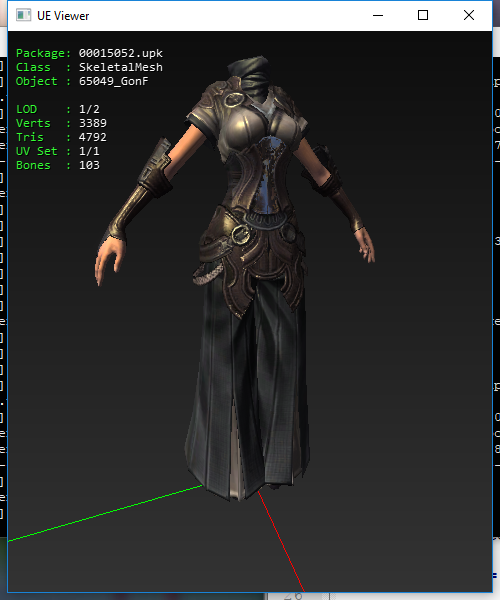 UE Viewer
Package: 00015052.upk
Class : SkeletalMesh
Object : 65049_GonF
LOD : 1/2
Verts : 3389
Tris : 4792
UV Set : 1/1
Bones : 103